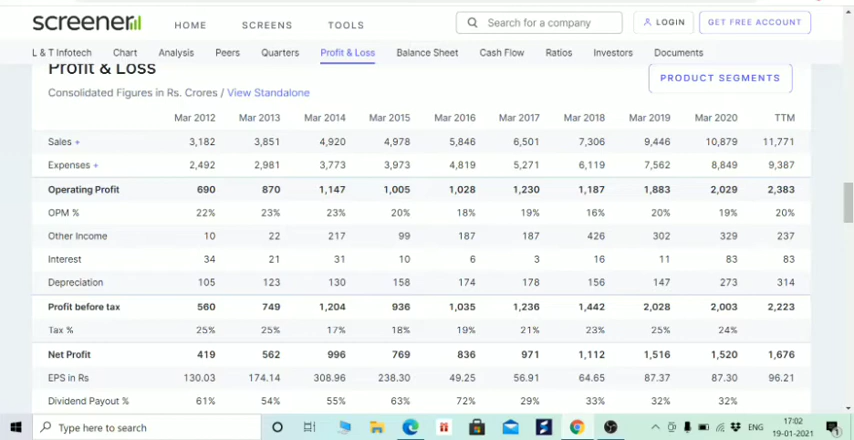 screener HOME SCREENS TOOLS Search for a company LOGIN GET FREE ACCOUNT
L & T Infotech Chart Analysis Peers Quarters Profit & Loss Balance Sheet Cash Flow Ratios Investors Documents
Profit & Loss PRODUCT SEGMENTS
Consolidated Figures in Rs. Crores / View Standalone
Mar 2012 Mar 2013 Mar 2014 Mar 2015 Mar 2016 Mar 2017 Mar 2018 Mar 2019 Mar 2020 TTM
Sales + 3,182 3,851 4,920 4,978 5,846 6,501 7,306 9,446 10,879 11,771
Expenses + 2,492 2,981 3,773 3,973 4,819 5,271 6,119 7,562 8,849 9,387
Operating Profit 690 870 1,147 1,005 1,028 1,230 1,187 1,883 2,029 2,383
OPM % 22% 23% 23% 20% 18% 19% 16% 20% 19% 20%
Other Income 10 22 217 99 187 187 426 302 329 237
Interest 34 21 31 10 6 3 16 11 83 83
Depreciation 105 123 130 158 174 178 156 147 273 314
Profit before tax 560 749 1,204 936 1,035 1,236 1,442 2,028 2,003 2,223
Tax % 25% 25% 17% 18% 19% 21% 23% 25% 24%
Net Profit 419 562 996 769 836 971 1,112 1,516 1,520 1,676
EPS in Rs 130.03 174.14 308.96 238.30 49.25 56.91 64.65 87.37 87.30 96.21
Dividend Payout % 61% 54% 55% 63% 72% 29% 33% 32% 32%
Type here to search ENG 17:02
19-01-2021